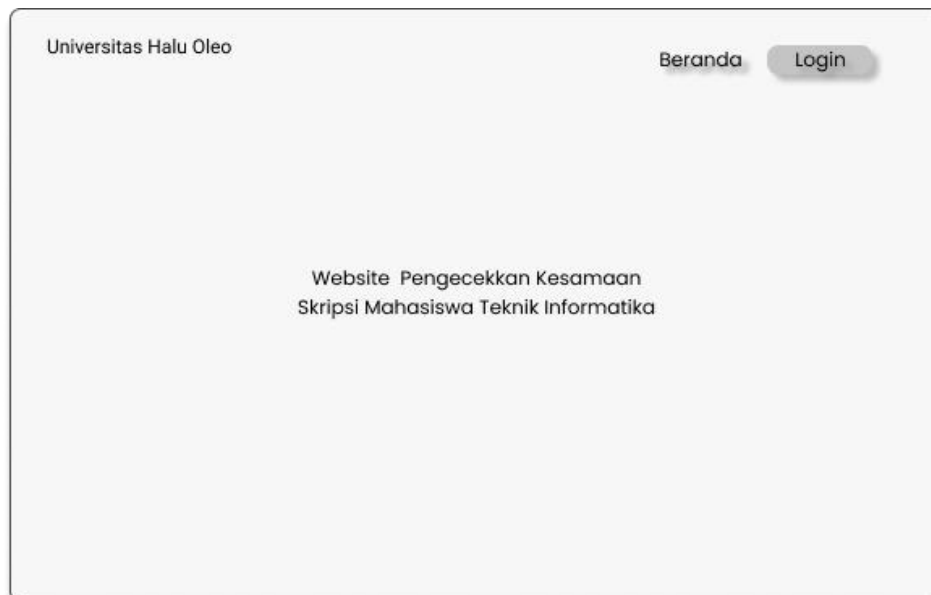 Universitas Halu Oleo
Beranda Login
Website Pengecekkan Kesamaan
Skripsi Mahasiswa Teknik Informatika